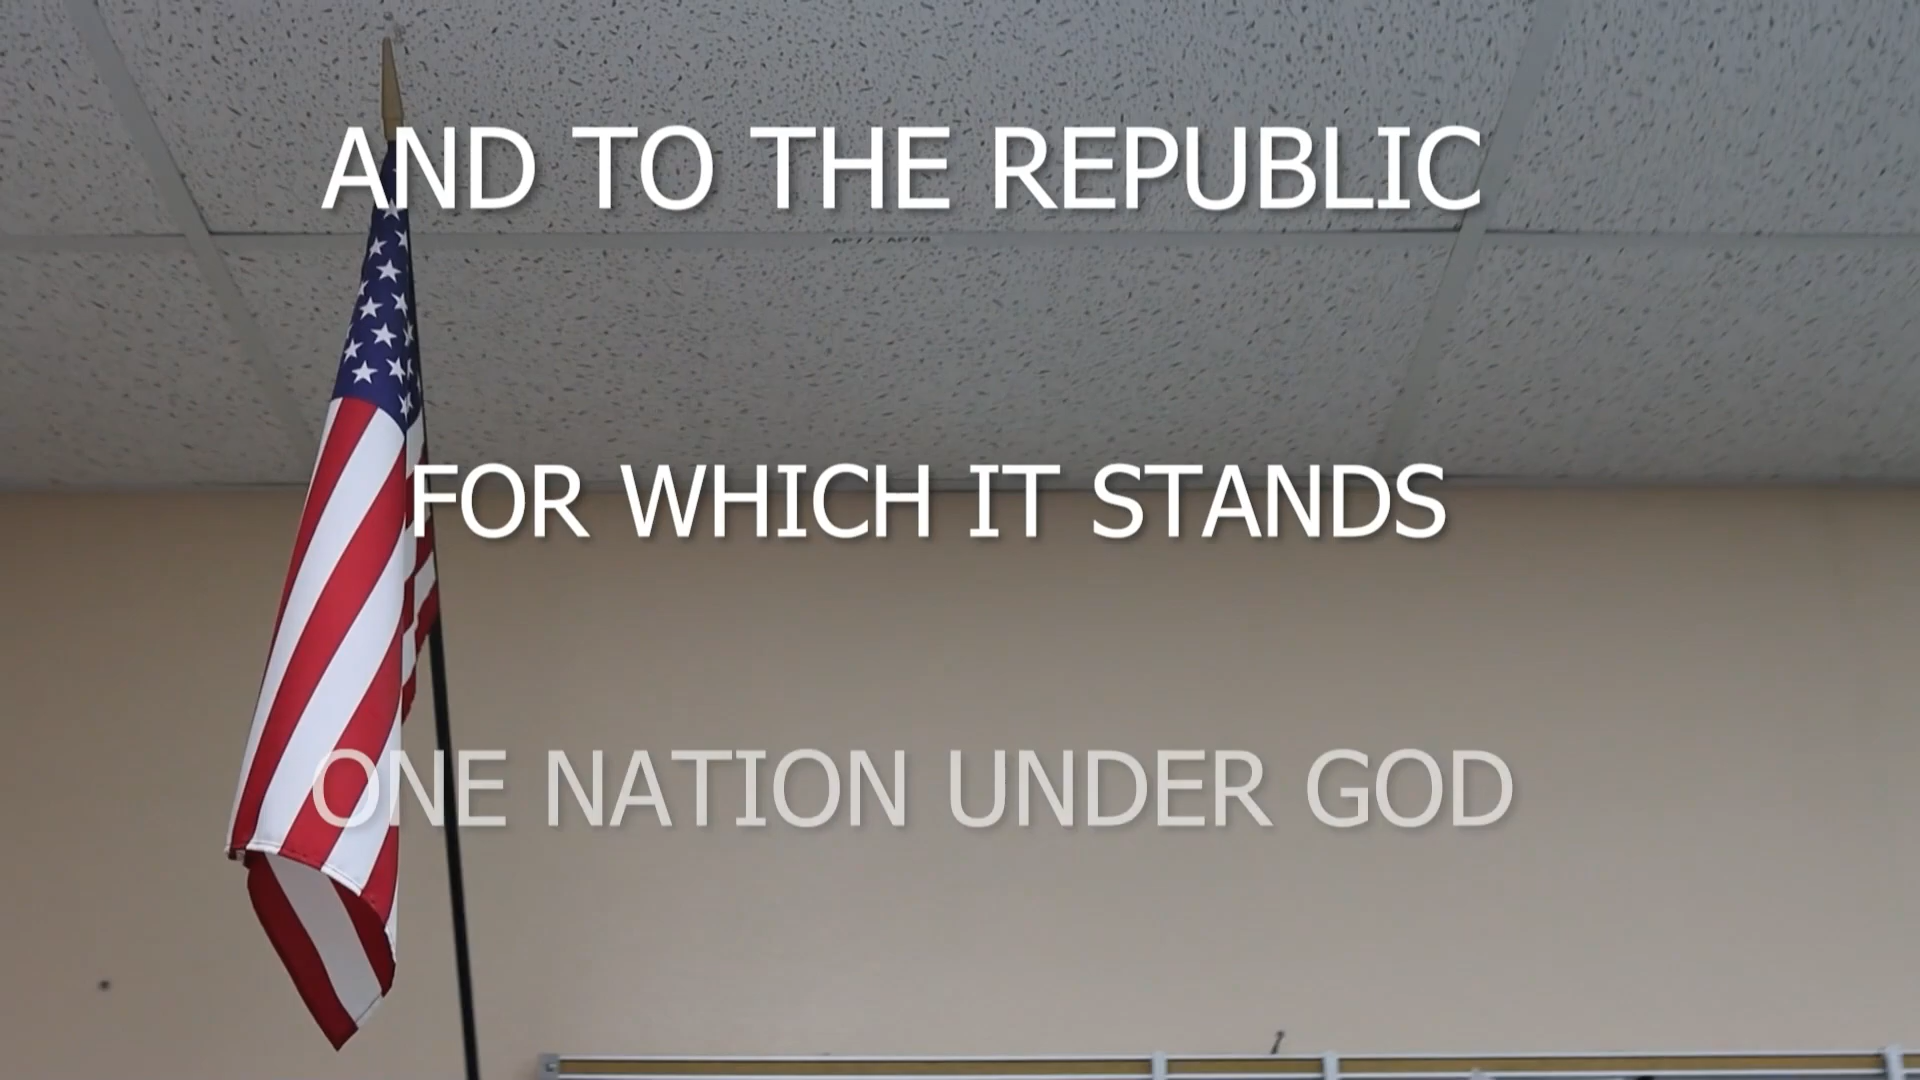 AND TO THE REPUBLIC
FOR WHICH IT STANDS
ONE NATION UNDER GOD